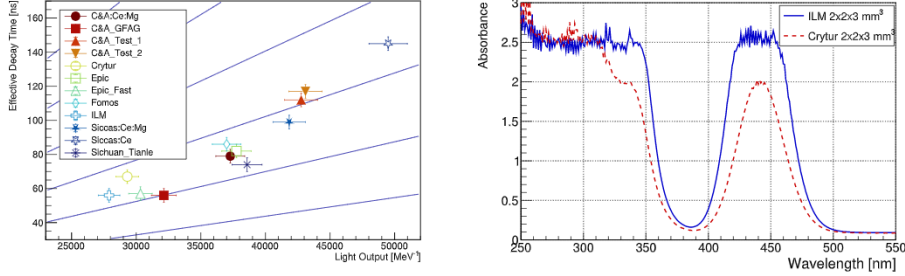 Effective Decay Time [ns]
140
120
100
80
60
40
C&A:Ce:Mg
C&A_GFAG
C&A_Test_1
C&A_Test_2
Crytur
Epic
Epic_Fast
Fomos
ILM
Siccas:Ce:Mg
Siccas:Ce
Sichuan_Tianle
25000 30000 35000 40000 45000 50000
Light Output [MeV⁻¹]
Absorbance
3
2.5
2
1.5
1
0.5
0
ILM 2x2x3 mm³
Crytur 2x2x3 mm³
250 300 350 400 450 500 550
Wavelength [nm]